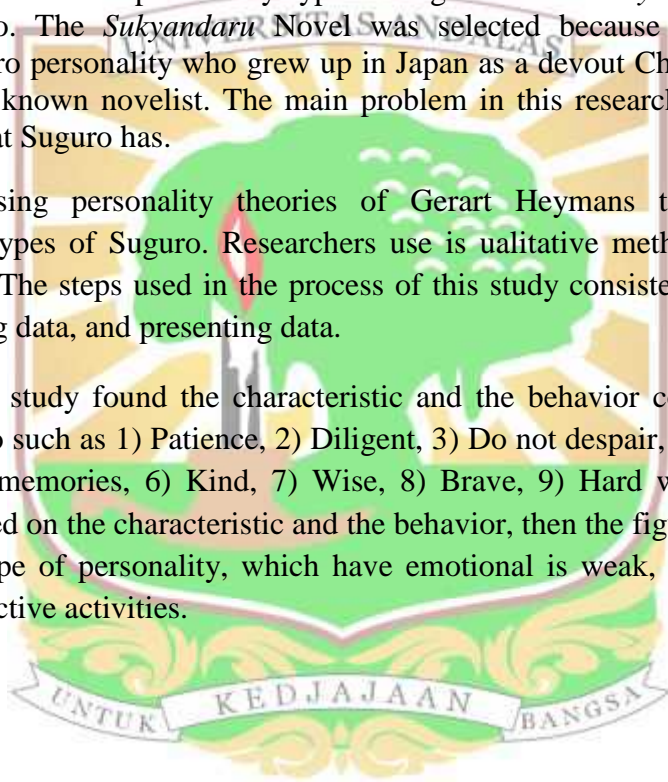 o. The Sukyandaru Novel was selected because
UNIVERSITAS ANDALAS
ro personality who grew up in Japan as a devout Ch
known novelist. The main problem in this research
at Suguro has.
sing personality theories of Gerart Heymans t
ypes of Suguro. Researchers use is ualitative meth
The steps used in the process of this study consiste
g data, and presenting data.
study found the characteristic and the behavior c
o such as 1) Patience, 2) Diligent, 3) Do not despair,
memories, 6) Kind, 7) Wise, 8) Brave, 9) Hard w
ed on the characteristic and the behavior, then the fig
pe of personality, which have emotional is weak,
ctive activities.
UNTUK KEDJAJAAN BANGSA